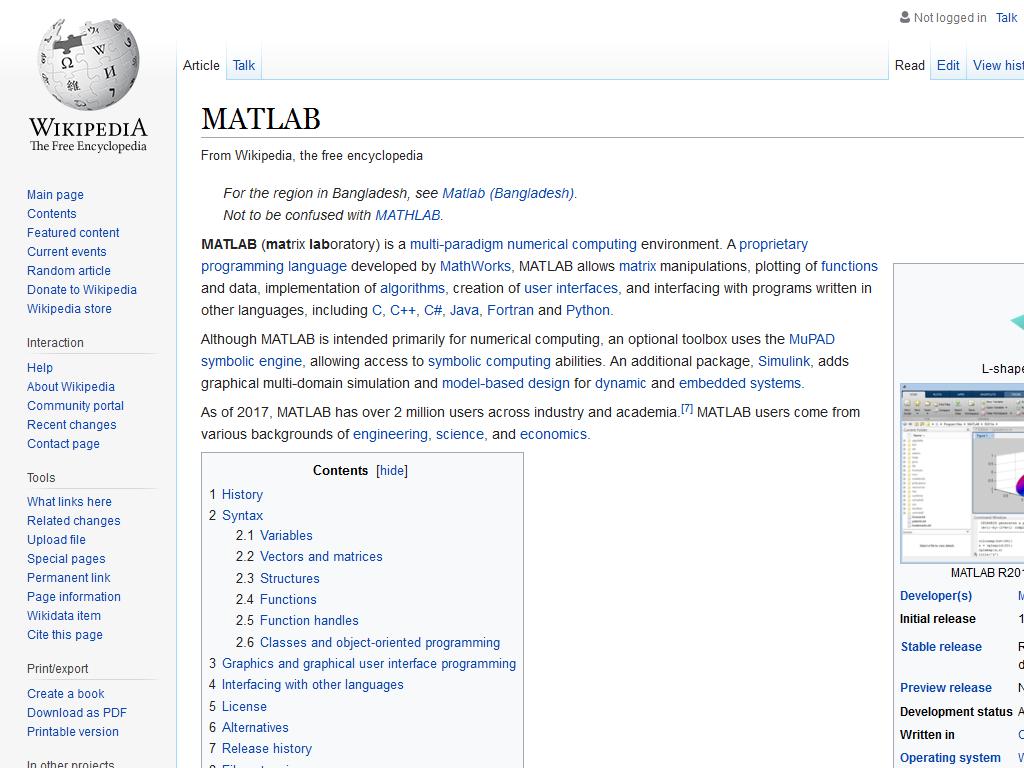 Not logged in Talk
Article Talk Read Edit View hist
WIKIPEDIA
The Free Encyclopedia
Main page
Contents
Featured content
Current events
Random article
Donate to Wikipedia
Wikipedia store
Interaction
Help
About Wikipedia
Community portal
Recent changes
Contact page
Tools
What links here
Related changes
Upload file
Special pages
Permanent link
Page information
Wikidata item
Cite this page
Print/export
Create a book
Download as PDF
Printable version
In other projects
MATLAB
From Wikipedia, the free encyclopedia
For the region in Bangladesh, see Matlab (Bangladesh).
Not to be confused with MATHLAB.
MATLAB (matrix laboratory) is a multi-paradigm numerical computing environment. A proprietary
programming language developed by MathWorks, MATLAB allows matrix manipulations, plotting of functions
and data, implementation of algorithms, creation of user interfaces, and interfacing with programs written in
other languages, including C, C++, C#, Java, Fortran and Python.
Although MATLAB is intended primarily for numerical computing, an optional toolbox uses the MuPAD
symbolic engine, allowing access to symbolic computing abilities. An additional package, Simulink, adds
graphical multi-domain simulation and model-based design for dynamic and embedded systems.
As of 2017, MATLAB has over 2 million users across industry and academia.[7] MATLAB users come from
various backgrounds of engineering, science, and economics.
Contents [hide]
1 History
2 Syntax
2.1 Variables
2.2 Vectors and matrices
2.3 Structures
2.4 Functions
2.5 Function handles
2.6 Classes and object-oriented programming
3 Graphics and graphical user interface programming
4 Interfacing with other languages
5 License
6 Alternatives
7 Release history
L-shape
MATLAB R201
Developer(s)
Initial release 1
Stable release
Preview release
Development status
Written in
Operating system